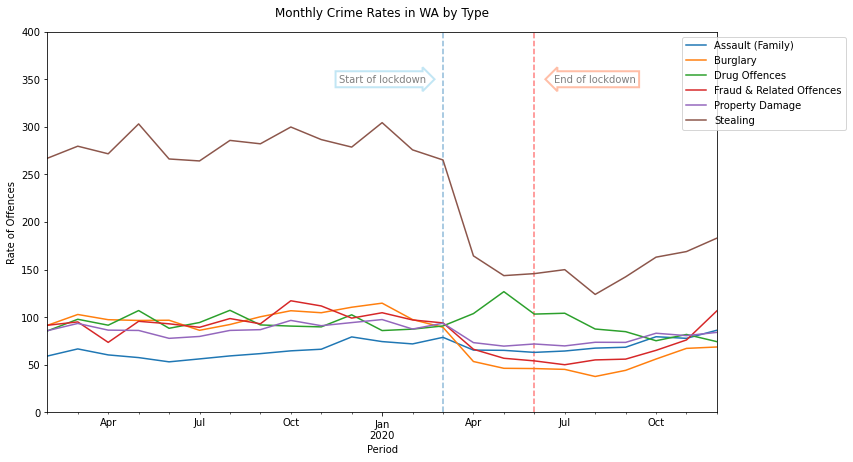 Monthly Crime Rates in WA by Type
400
350
300
250
200
150
100
50
0
Rate of Offences
Start of lockdown
End of lockdown
Assault (Family)
Burglary
Drug Offences
Fraud & Related Offences
Property Damage
Stealing
Apr
Jul
Oct
Jan
2020
Apr
Jul
Oct
Period